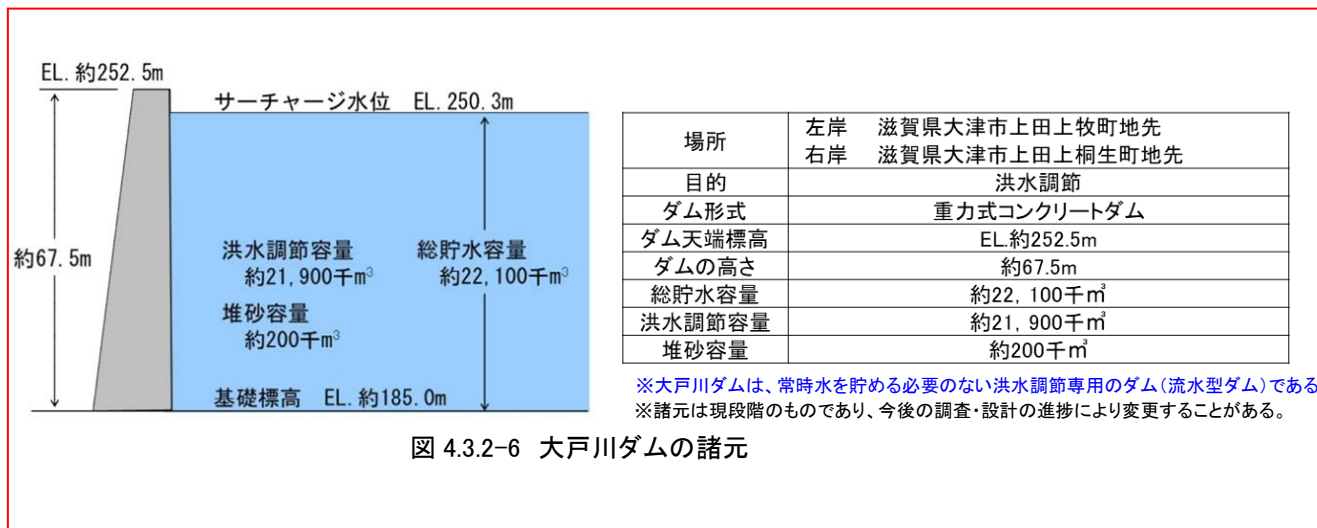 EL.約252.5m
サーチャージ水位 EL.250.3m
約67.5m
洪水調節容量
約21,900千m³
総貯水容量
約22,100千m³
堆砂容量
約200千m³
基礎標高 EL.約185.0m
場所 左岸 滋賀県大津市上田上牧町地先
右岸 滋賀県大津市上田上桐生町地先
目的 洪水調節
ダム形式 重力式コンクリートダム
ダム天端標高 EL.約252.5m
ダムの高さ 約67.5m
総貯水容量 約22,100千㎥
洪水調節容量 約21,900千㎥
堆砂容量 約200千㎥
※大戸川ダムは、常時水を貯める必要のない洪水調節専用のダム(流水型ダム)である
※諸元は現段階のものであり、今後の調査・設計の進捗により変更することがある。
図 4.3.2-6 大戸川ダムの諸元